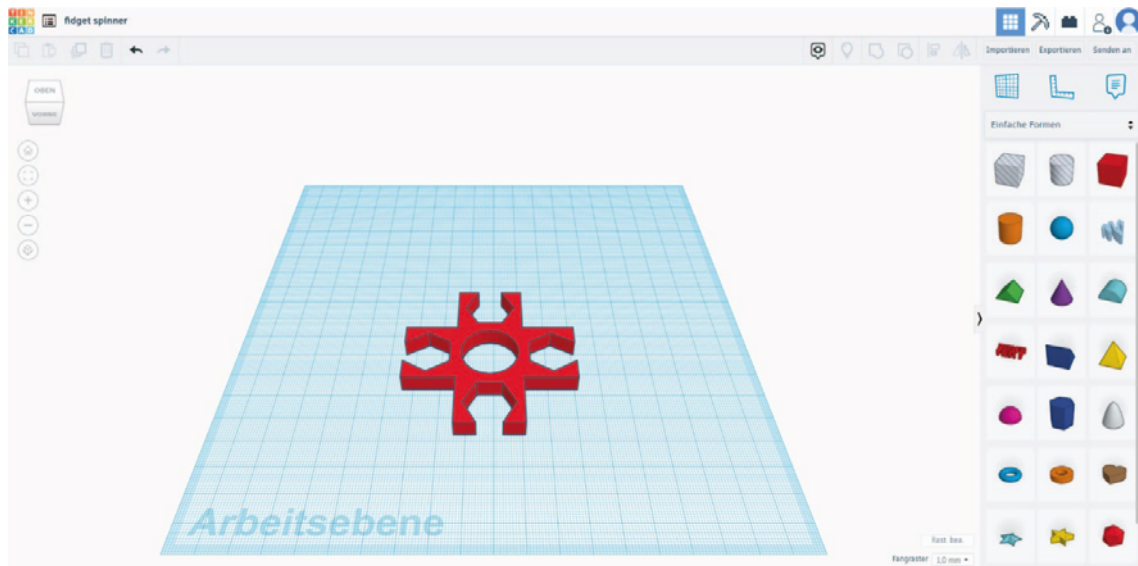 TIN
KER
CAD
fidget spinner
Importieren Exportieren Senden an
OBEN
VORNE
Einfache Formen
TEXT
Arbeitsebene
Rast. bea.
Fangraster 1,0 mm